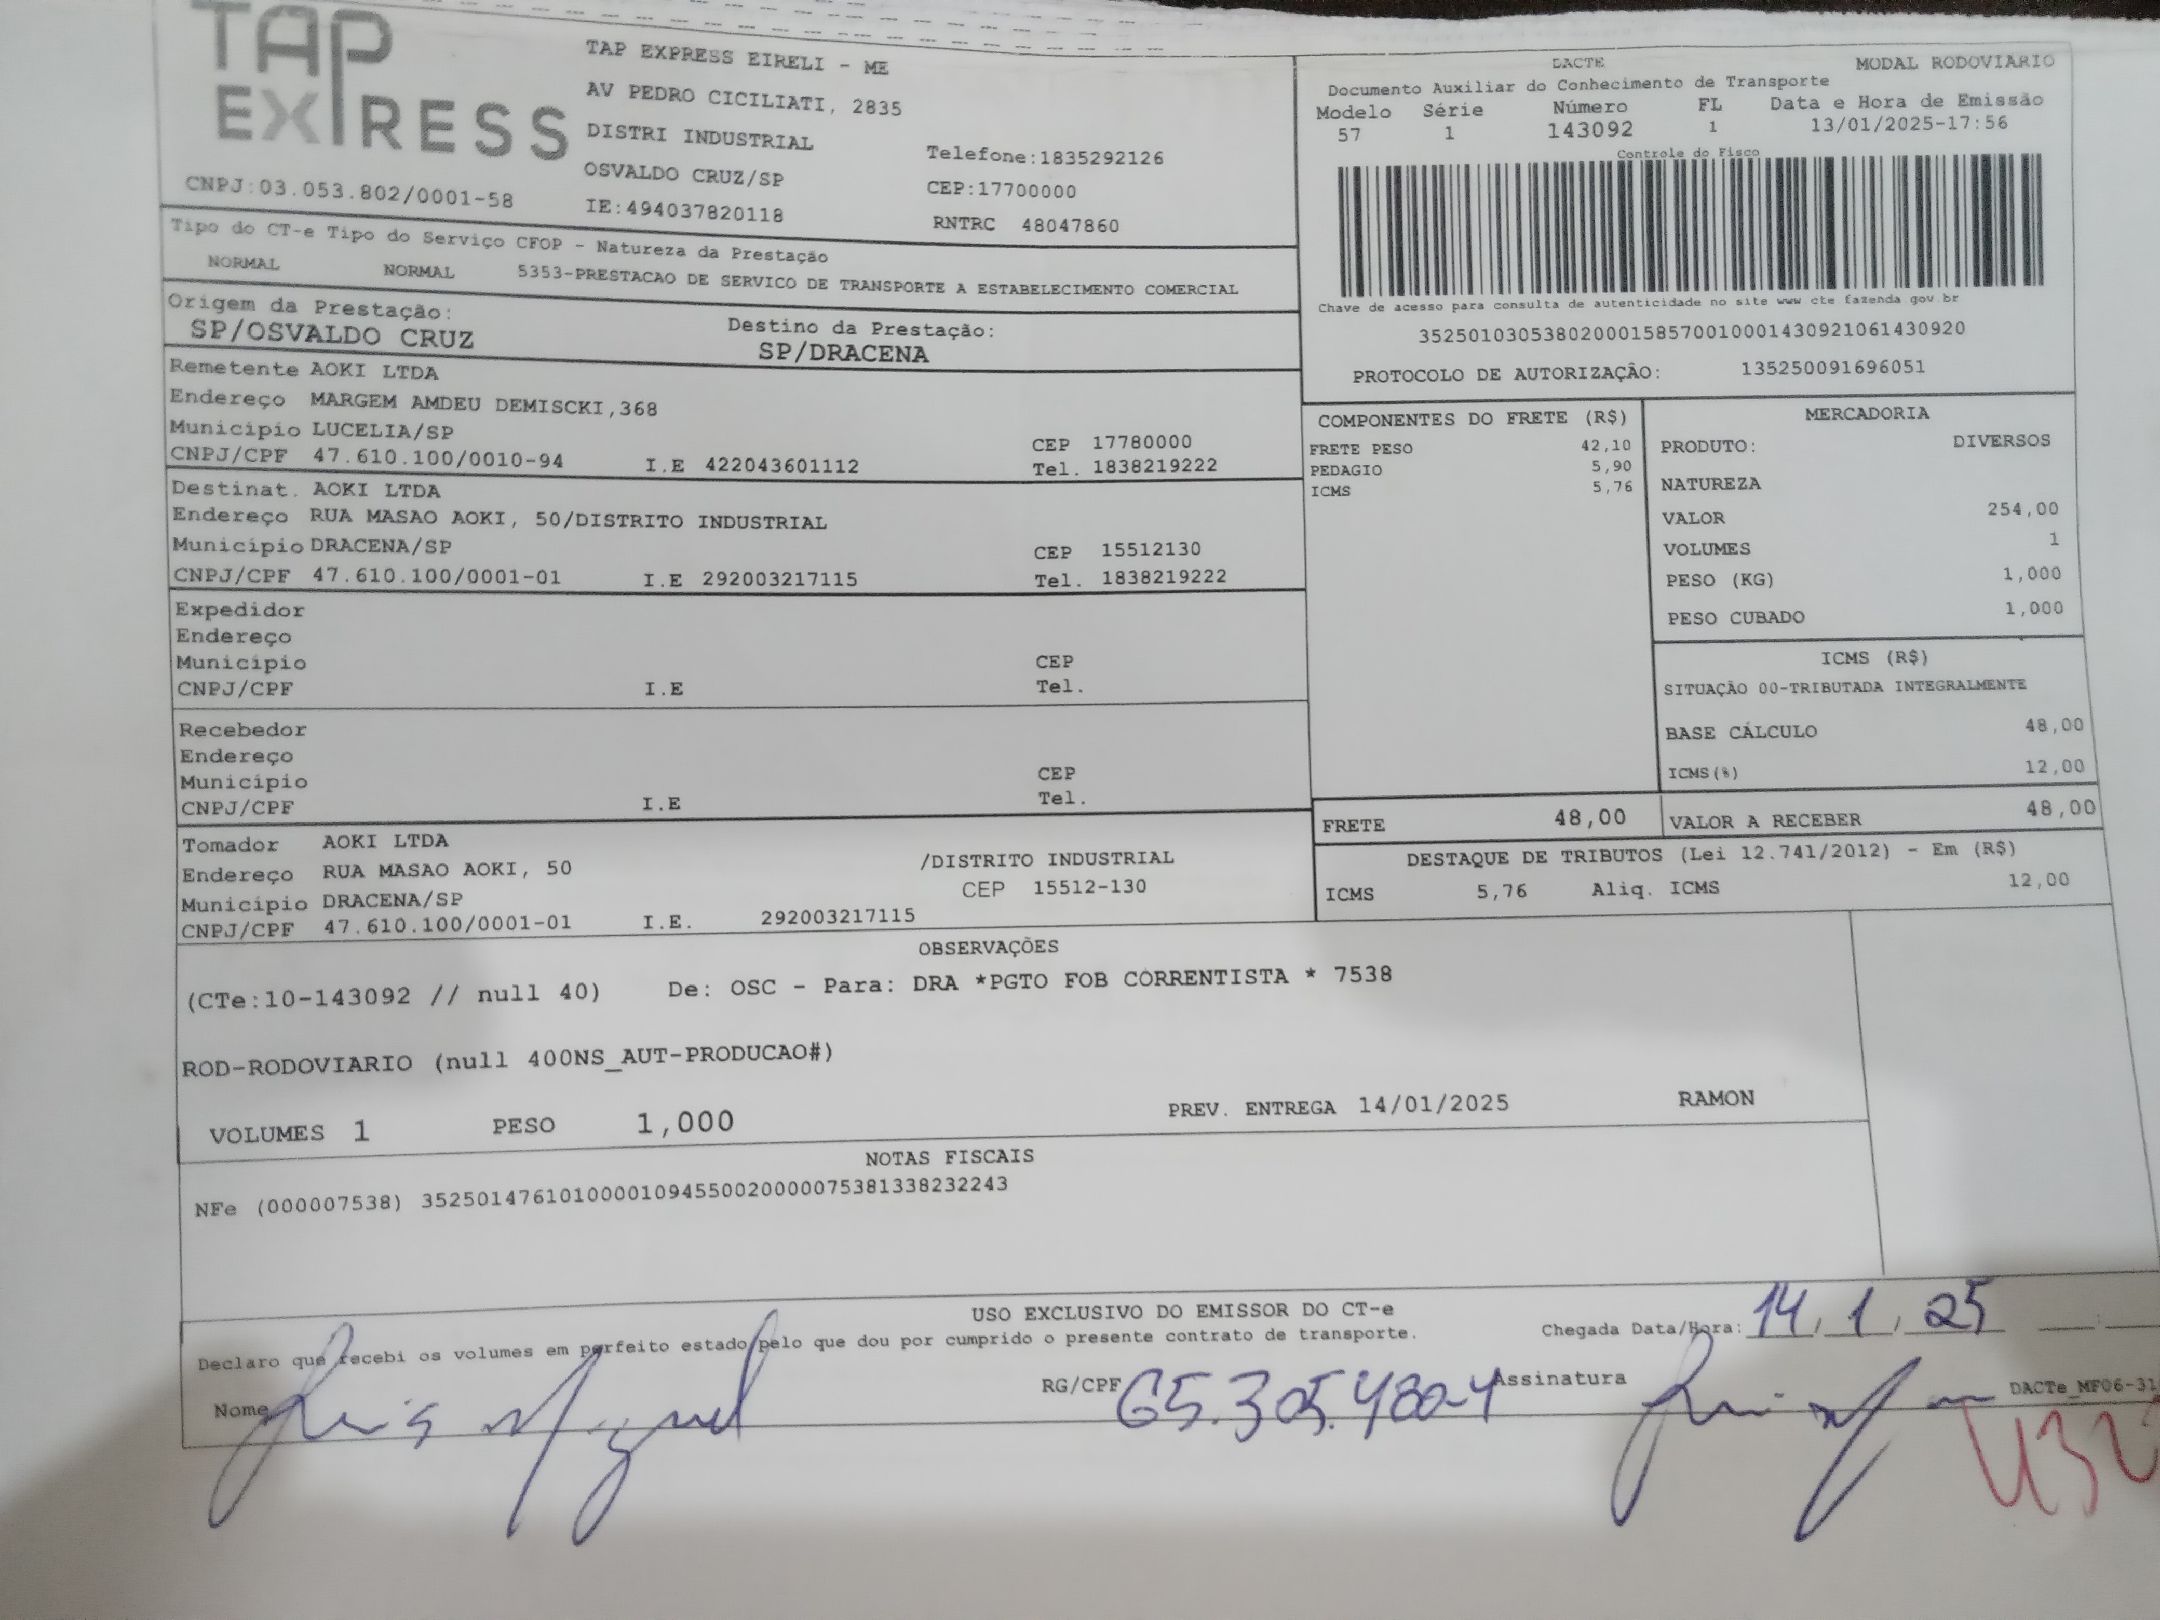 TAP
EXPRESS
TAP EXPRESS EIRELI - ME
AV PEDRO CICILIATI, 2835
DISTRI INDUSTRIAL
Telefone:1835292126
OSVALDO CRUZ/SP
CEP:17700000
CNPJ:03.053.802/0001-58
IE:494037820118
RNTRC 48047860
DACTE
MODAL RODOVIARIO
Documento Auxiliar do Conhecimento de Transporte
Modelo Série Número FL Data e Hora de Emissão
57 1 143092 1 13/01/2025-17:56
Controle do Fisco
Chave de acesso para consulta de autenticidade no site www cte fazenda gov br
35250103053802000158570010001430921061430920
PROTOCOLO DE AUTORIZAÇÃO: 135250091696051
Tipo do CT-e Tipo do Serviço CFOP - Natureza da Prestação
NORMAL NORMAL 5353-PRESTACAO DE SERVICO DE TRANSPORTE A ESTABELECIMENTO COMERCIAL
Origem da Prestação:
SP/OSVALDO CRUZ
Destino da Prestação:
SP/DRACENA
Remetente AOKI LTDA
Endereço MARGEM AMDEU DEMISCKI,368
Municipio LUCELIA/SP CEP 17780000
CNPJ/CPF 47.610.100/0010-94 I.E 422043601112 Tel. 1838219222
Destinat. AOKI LTDA
Endereço RUA MASAO AOKI, 50/DISTRITO INDUSTRIAL
Município DRACENA/SP CEP 15512130
CNPJ/CPF 47.610.100/0001-01 I.E 292003217115 Tel. 1838219222
Expedidor
Endereço
Município CEP
CNPJ/CPF I.E Tel.
Recebedor
Endereço
Município CEP
CNPJ/CPF I.E Tel.
Tomador AOKI LTDA
Endereço RUA MASAO AOKI, 50 /DISTRITO INDUSTRIAL
Município DRACENA/SP CEP 15512-130
CNPJ/CPF 47.610.100/0001-01 I.E. 292003217115
COMPONENTES DO FRETE (R$)
FRETE PESO 42,10
PEDAGIO 5,90
ICMS 5,76
MERCADORIA
PRODUTO: DIVERSOS
NATUREZA
VALOR 254,00
VOLUMES 1
PESO (KG) 1,000
PESO CUBADO 1,000
ICMS (R$)
SITUAÇÃO 00-TRIBUTADA INTEGRALMENTE
BASE CÁLCULO 48,00
ICMS(%) 12,00
FRETE 48,00 VALOR A RECEBER 48,00
DESTAQUE DE TRIBUTOS (Lei 12.741/2012) - Em (R$)
ICMS 5,76 Aliq. ICMS 12,00
OBSERVAÇÕES
(CTe:10-143092 // null 40) De: OSC - Para: DRA *PGTO FOB CORRENTISTA * 7538
ROD-RODOVIARIO (null 400NS_AUT-PRODUCAO#)
VOLUMES 1 PESO 1,000 PREV. ENTREGA 14/01/2025 RAMON
NOTAS FISCAIS
NFe (000007538) 35250147610100001094550020000075381338232243
USO EXCLUSIVO DO EMISSOR DO CT-e
Declaro que recebi os volumes em perfeito estado pelo que dou por cumprido o presente contrato de transporte.
Chegada Data/Hora: 14/1/25
Nome Luis Miguel RG/CPF 65.305.480-4 Assinatura
DACTe_MF06-31